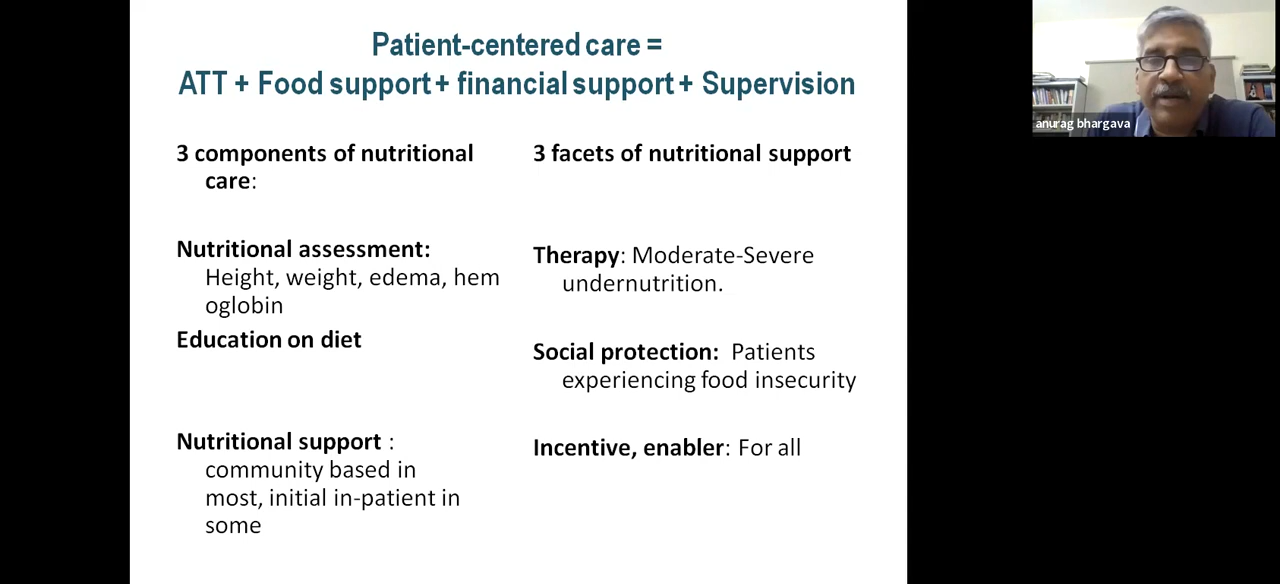 Patient-centered care =
ATT + Food support + financial support + Supervision
3 components of nutritional
care:
Nutritional assessment:
Height, weight, edema, hem
oglobin
Education on diet
Nutritional support :
community based in
most, initial in-patient in
some
3 facets of nutritional support
Therapy: Moderate-Severe
undernutrition.
Social protection: Patients
experiencing food insecurity
Incentive, enabler: For all
anurag bhargava